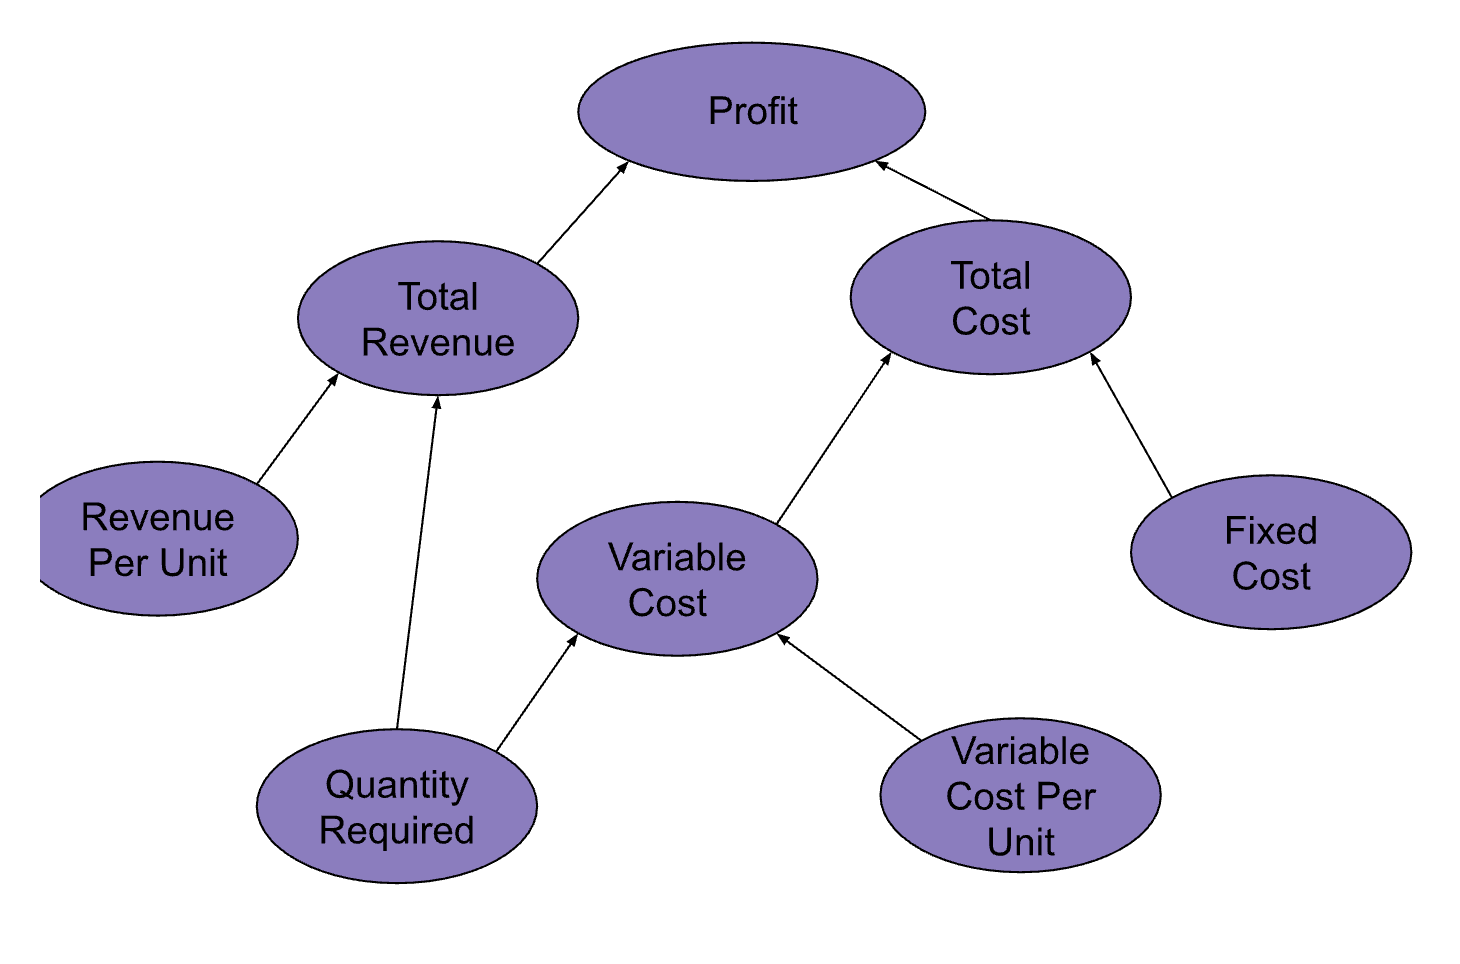 Profit
Total
Revenue
Total
Cost
Revenue
Per Unit
Variable
Cost
Fixed
Cost
Quantity
Required
Variable
Cost Per
Unit